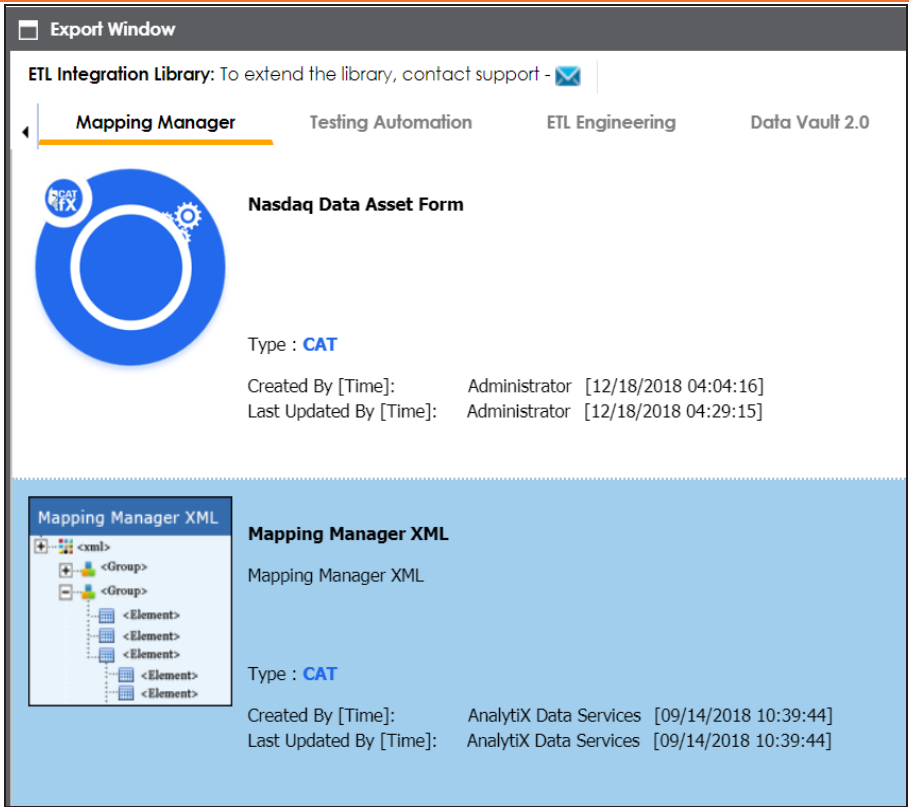 Export Window
ETL Integration Library: To extend the library, contact support -
Mapping Manager Testing Automation ETL Engineering Data Vault 2.0
CAT
fX
Nasdaq Data Asset Form
Type : CAT
Created By [Time]: Administrator [12/18/2018 04:04:16]
Last Updated By [Time]: Administrator [12/18/2018 04:29:15]
Mapping Manager XML
<xml>
<Group>
<Group>
<Element>
<Element>
<Element>
<Element>
<Element>
Mapping Manager XML
Mapping Manager XML
Type : CAT
Created By [Time]: AnalytiX Data Services [09/14/2018 10:39:44]
Last Updated By [Time]: AnalytiX Data Services [09/14/2018 10:39:44]